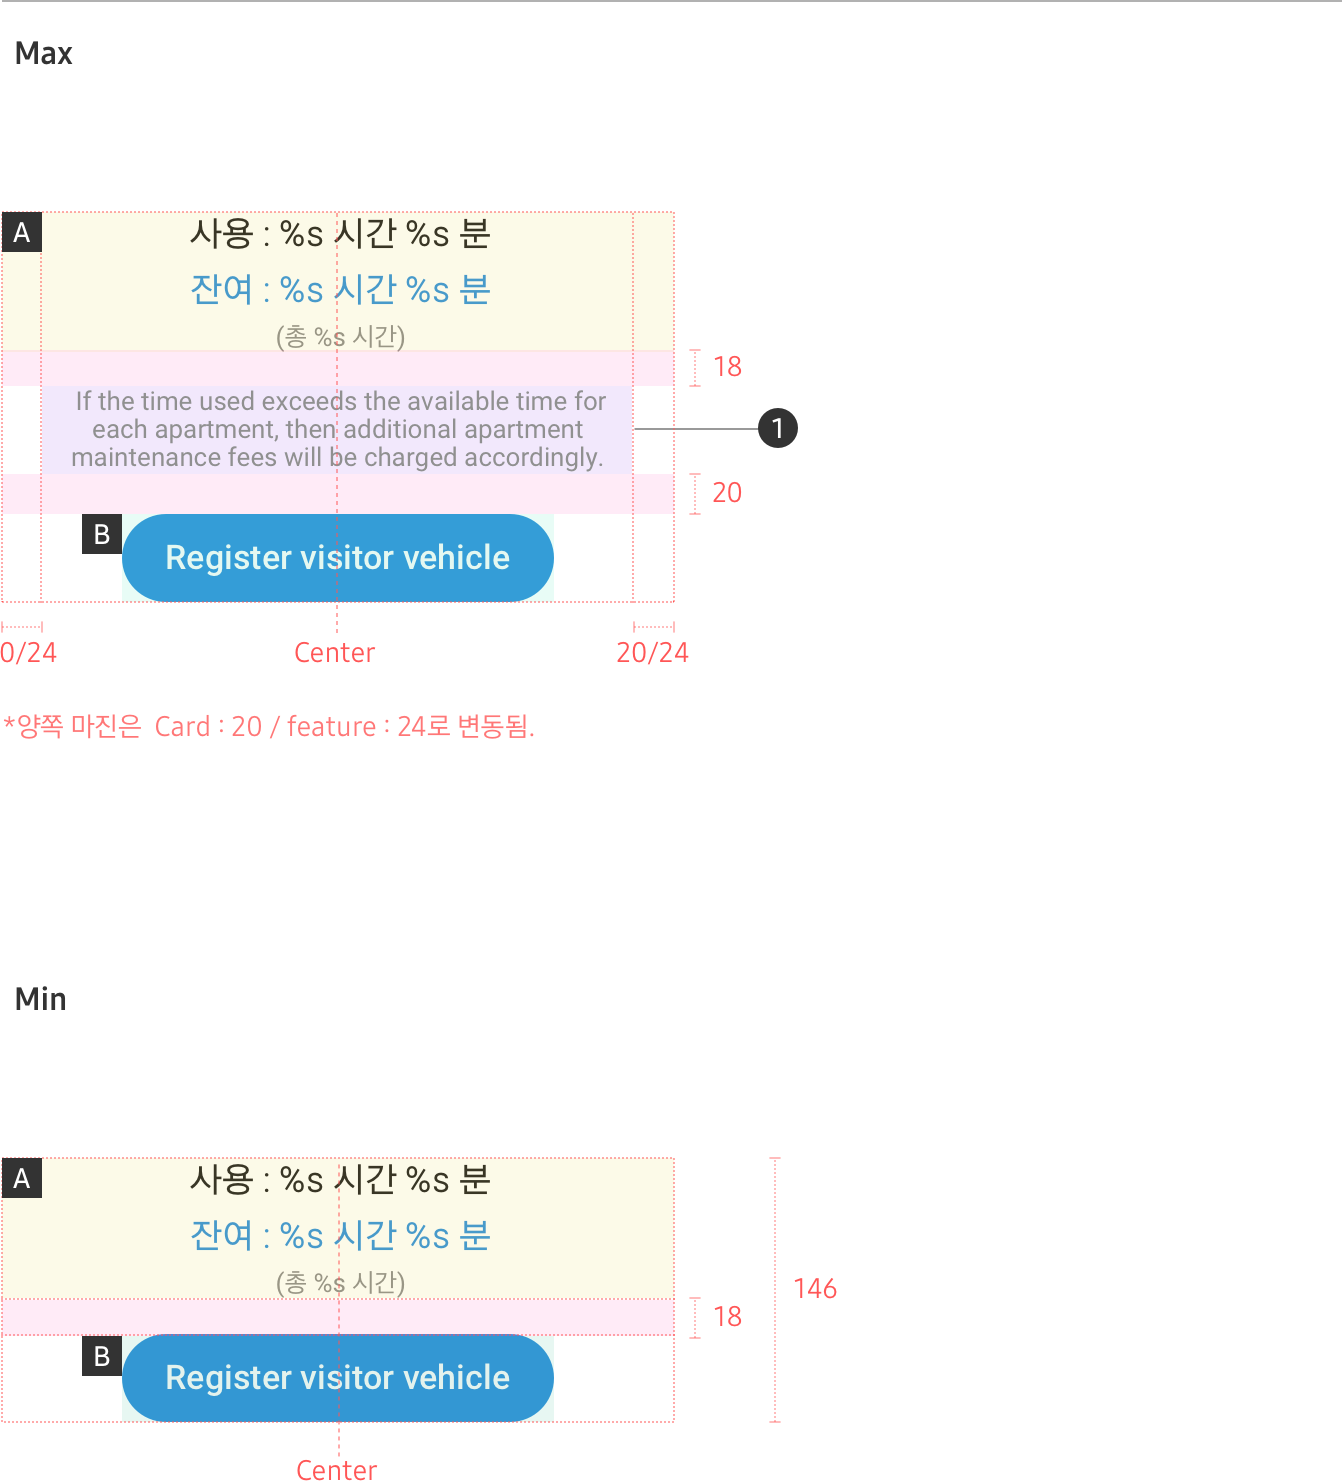 Max
A
사용 : %s 시간 %s 분
잔여 : %s 시간 %s 분
(총 %s 시간)
18
If the time used exceeds the available time for
each apartment, then additional apartment
maintenance fees will be charged accordingly.
1
20
B
Register visitor vehicle
0/24
Center
20/24
*양쪽 마진은 Card : 20 / feature : 24로 변동됨.
Min
A
사용 : %s 시간 %s 분
잔여 : %s 시간 %s 분
(총 %s 시간)
146
18
B
Register visitor vehicle
Center